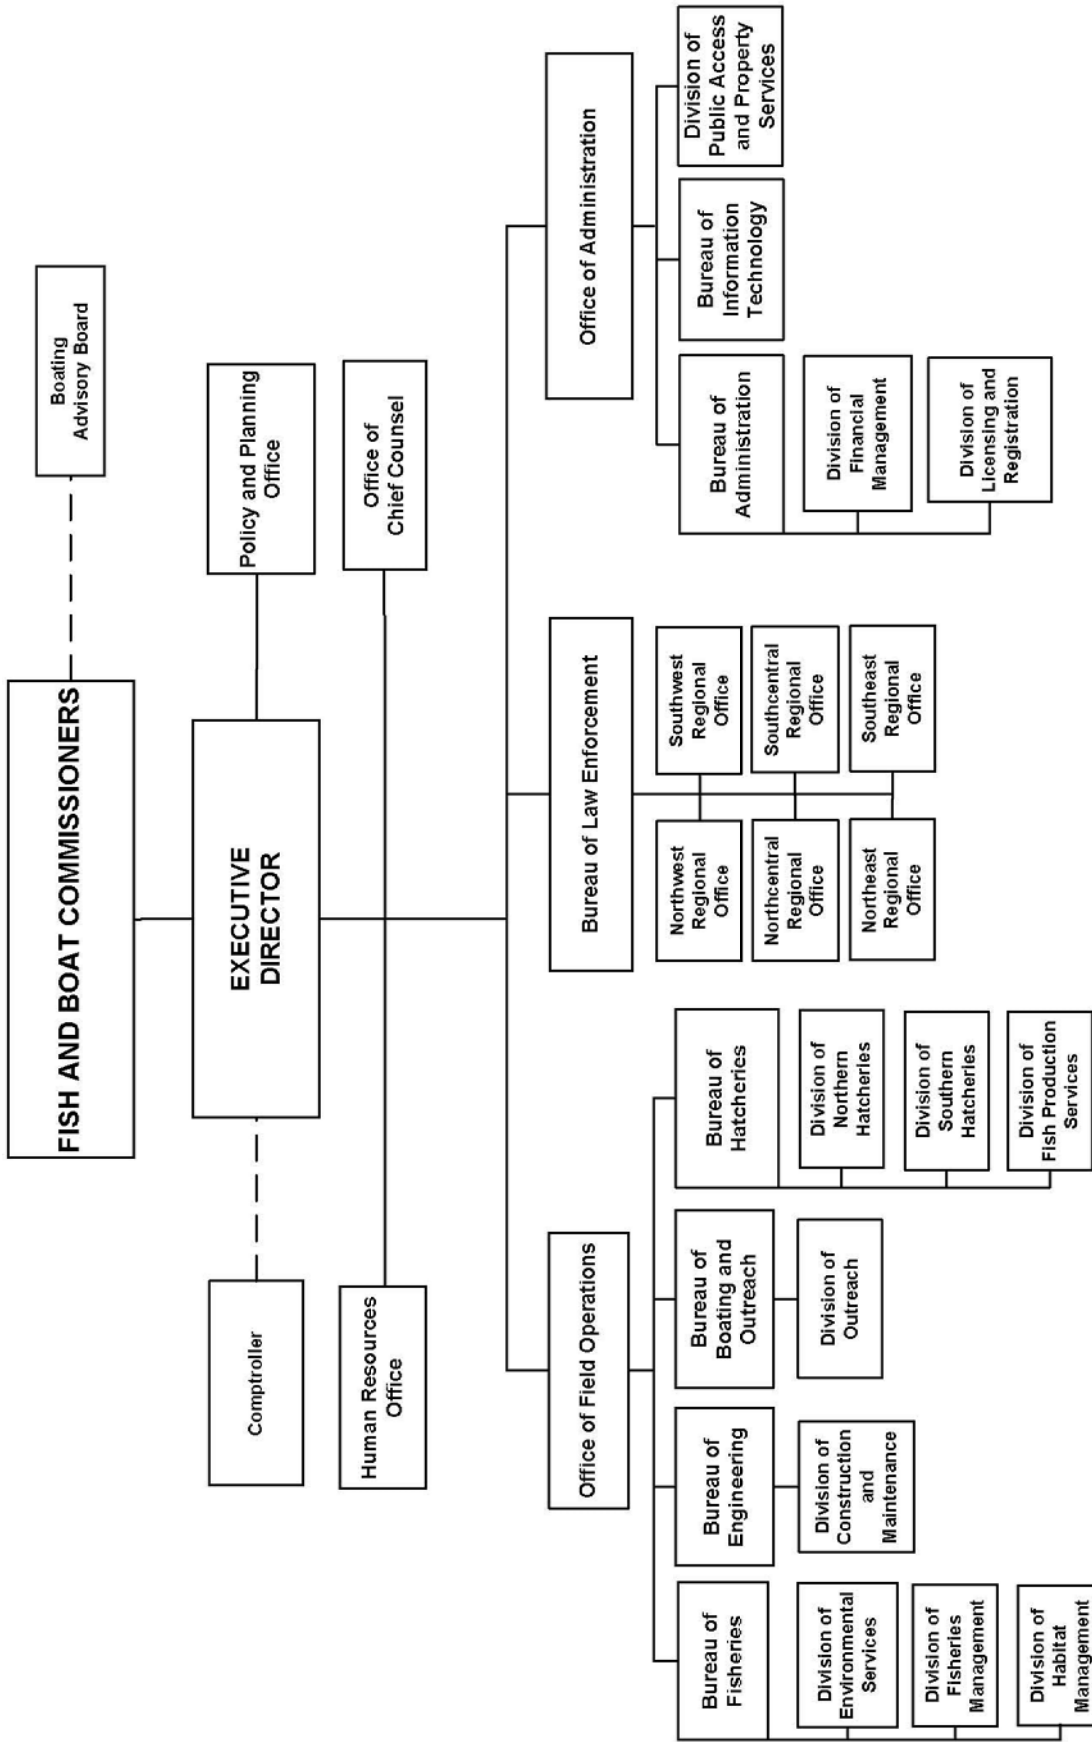 FISH AND BOAT COMMISSIONERS
Boating
Advisory Board
Comptroller
EXECUTIVE
DIRECTOR
Policy and Planning
Office
Human Resources
Office
Office of
Chief Counsel
Office of Field Operations
Bureau of Law Enforcement
Office of Administration
Bureau of
Fisheries
Division of
Environmental
Services
Division of
Fisheries
Management
Division of
Habitat
Management
Bureau of
Engineering
Division of
Construction
and
Maintenance
Bureau of
Boating and
Outreach
Division of
Outreach
Bureau of
Hatcheries
Division of
Northern
Hatcheries
Division of
Southern
Hatcheries
Division of
Fish Production
Services
Northwest
Regional
Office
Southwest
Regional
Office
Northcentral
Regional
Office
Southcentral
Regional
Office
Northeast
Regional
Office
Southeast
Regional
Office
Bureau of
Administration
Division of
Financial
Management
Division of
Licensing and
Registration
Bureau of
Information
Technology
Division of
Public Access
and Property
Services